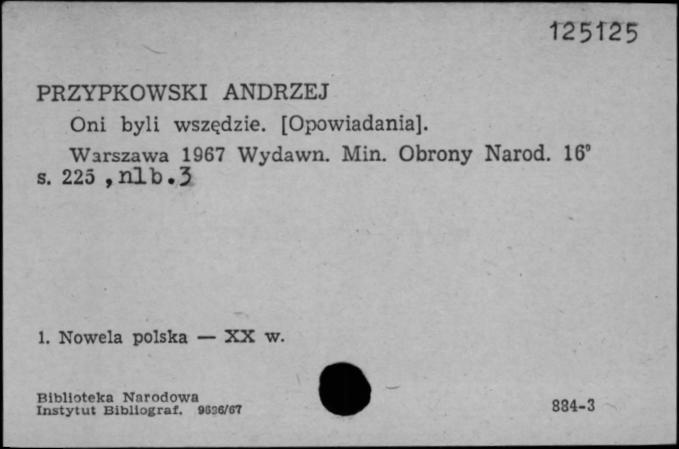 125125
PRZYPKOWSKI ANDRZEJ
Oni byli wszędzie. [Opowiadania].
Warszawa 1967 Wydawn. Min. Obrony Narod. 16°
s. 225 , nlb. 3
1. Nowela polska — XX w.
Biblioteka Narodowa
Instytut Bibliograf. 9636/67
884-3